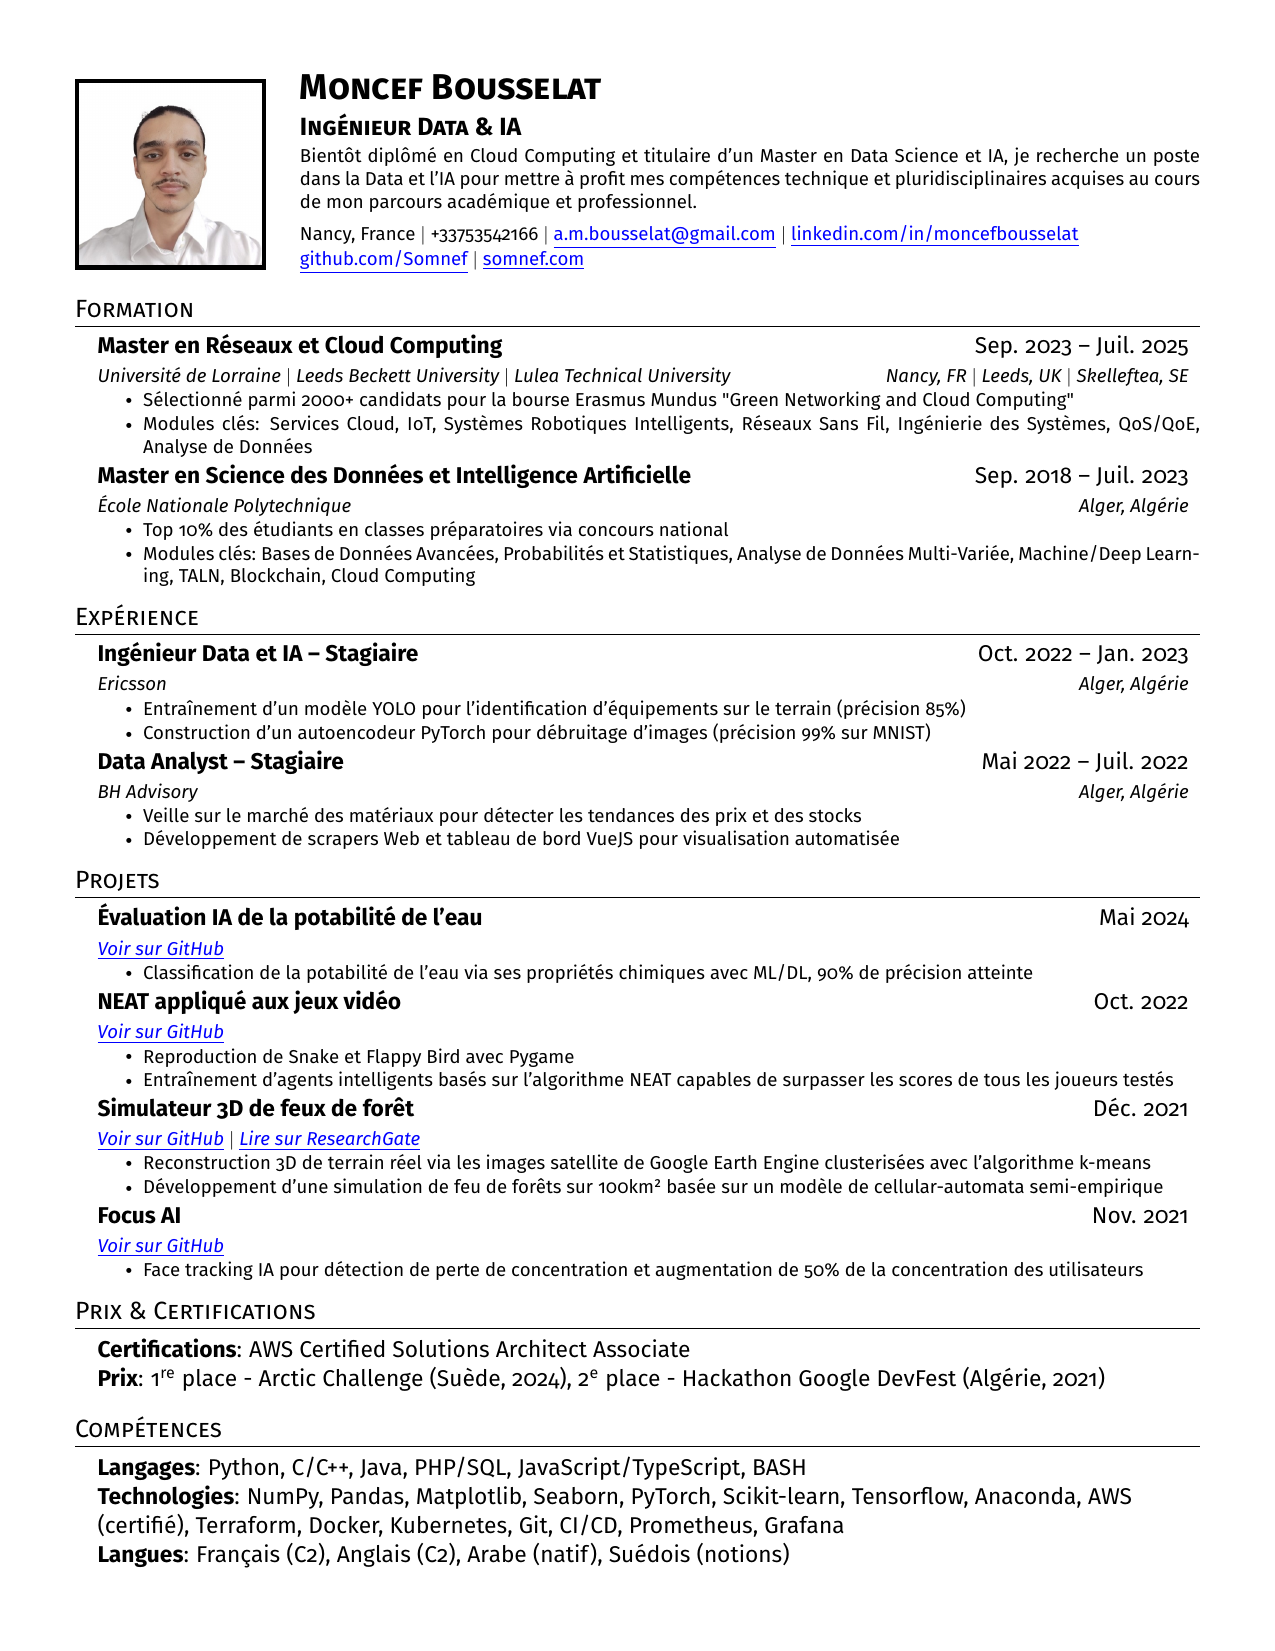 Moncef Bousselat
Ingénieur Data & IA
Bientôt diplômé en Cloud Computing et titulaire d’un Master en Data Science et IA, je recherche un poste
dans la Data et l’IA pour mettre à profit mes compétences technique et pluridisciplinaires acquises au cours
de mon parcours académique et professionnel.
Nancy, France | +33753542166 | a.m.bousselat@gmail.com | linkedin.com/in/moncefbousselat
github.com/Somnef | somnef.com
Formation
Master en Réseaux et Cloud Computing Sep. 2023 – Juil. 2025
Université de Lorraine | Leeds Beckett University | Lulea Technical University Nancy, FR | Leeds, UK | Skelleftea, SE
• Sélectionné parmi 2000+ candidats pour la bourse Erasmus Mundus "Green Networking and Cloud Computing"
• Modules clés: Services Cloud, IoT, Systèmes Robotiques Intelligents, Réseaux Sans Fil, Ingénierie des Systèmes, QoS/QoE,
Analyse de Données
Master en Science des Données et Intelligence Artificielle Sep. 2018 – Juil. 2023
École Nationale Polytechnique Alger, Algérie
• Top 10% des étudiants en classes préparatoires via concours national
• Modules clés: Bases de Données Avancées, Probabilités et Statistiques, Analyse de Données Multi-Variée, Machine/Deep Learn-
ing, TALN, Blockchain, Cloud Computing
Expérience
Ingénieur Data et IA – Stagiaire Oct. 2022 – Jan. 2023
Ericsson Alger, Algérie
• Entraînement d’un modèle YOLO pour l’identification d’équipements sur le terrain (précision 85%)
• Construction d’un autoencodeur PyTorch pour débruitage d’images (précision 99% sur MNIST)
Data Analyst – Stagiaire Mai 2022 – Juil. 2022
BH Advisory Alger, Algérie
• Veille sur le marché des matériaux pour détecter les tendances des prix et des stocks
• Développement de scrapers Web et tableau de bord VueJS pour visualisation automatisée
Projets
Évaluation IA de la potabilité de l’eau Mai 2024
Voir sur GitHub
• Classification de la potabilité de l’eau via ses propriétés chimiques avec ML/DL, 90% de précision atteinte
NEAT appliqué aux jeux vidéo Oct. 2022
Voir sur GitHub
• Reproduction de Snake et Flappy Bird avec Pygame
• Entraînement d’agents intelligents basés sur l’algorithme NEAT capables de surpasser les scores de tous les joueurs testés
Simulateur 3D de feux de forêt Déc. 2021
Voir sur GitHub | Lire sur ResearchGate
• Reconstruction 3D de terrain réel via les images satellite de Google Earth Engine clusterisées avec l’algorithme k-means
• Développement d’une simulation de feu de forêts sur 100km² basée sur un modèle de cellular-automata semi-empirique
Focus AI Nov. 2021
Voir sur GitHub
• Face tracking IA pour détection de perte de concentration et augmentation de 50% de la concentration des utilisateurs
Prix & Certifications
Certifications: AWS Certified Solutions Architect Associate
Prix: 1re place - Arctic Challenge (Suède, 2024), 2e place - Hackathon Google DevFest (Algérie, 2021)
Compétences
Langages: Python, C/C++, Java, PHP/SQL, JavaScript/TypeScript, BASH
Technologies: NumPy, Pandas, Matplotlib, Seaborn, PyTorch, Scikit-learn, Tensorflow, Anaconda, AWS
(certifié), Terraform, Docker, Kubernetes, Git, CI/CD, Prometheus, Grafana
Langues: Français (C2), Anglais (C2), Arabe (natif), Suédois (notions)